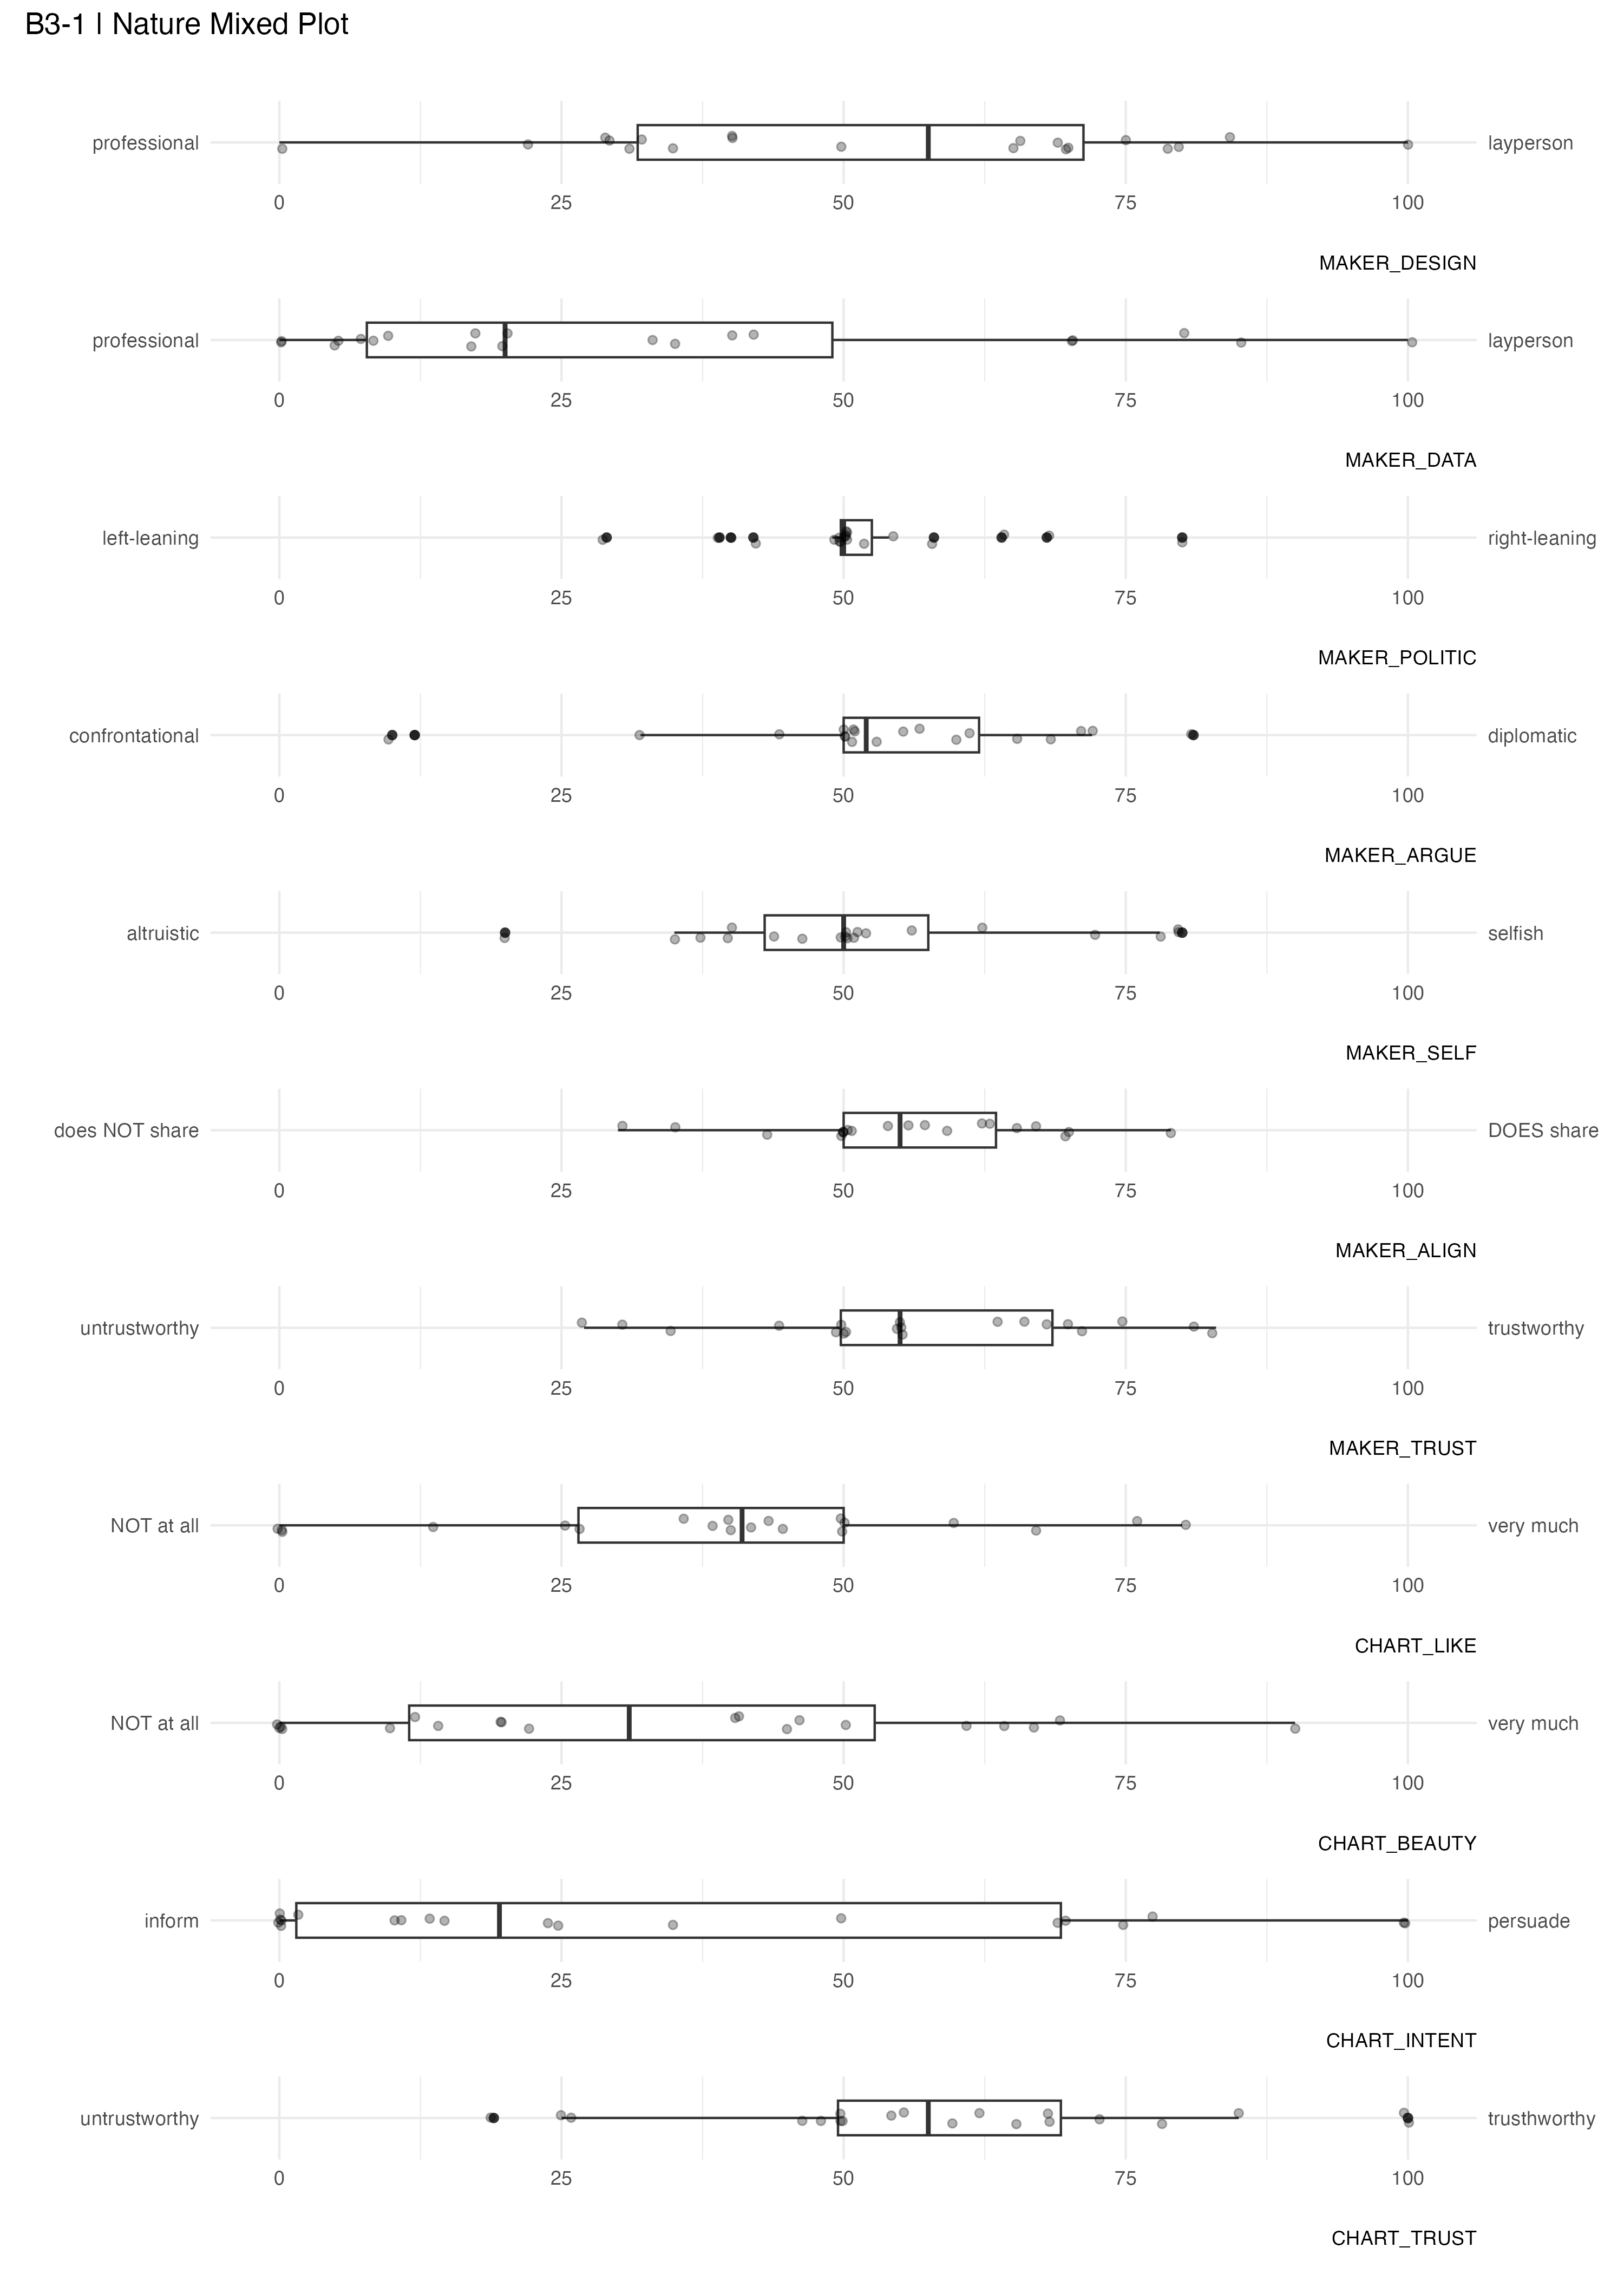 B3-1 | Nature Mixed Plot
professional layperson
0 25 50 75 100
MAKER_DESIGN
professional layperson
0 25 50 75 100
MAKER_DATA
left-leaning right-leaning
0 25 50 75 100
MAKER_POLITIC
confrontational diplomatic
0 25 50 75 100
MAKER_ARGUE
altruistic selfish
0 25 50 75 100
MAKER_SELF
does NOT share DOES share
0 25 50 75 100
MAKER_ALIGN
untrustworthy trustworthy
0 25 50 75 100
MAKER_TRUST
NOT at all very much
0 25 50 75 100
CHART_LIKE
NOT at all very much
0 25 50 75 100
CHART_BEAUTY
inform persuade
0 25 50 75 100
CHART_INTENT
untrustworthy trusthworthy
0 25 50 75 100
CHART_TRUST